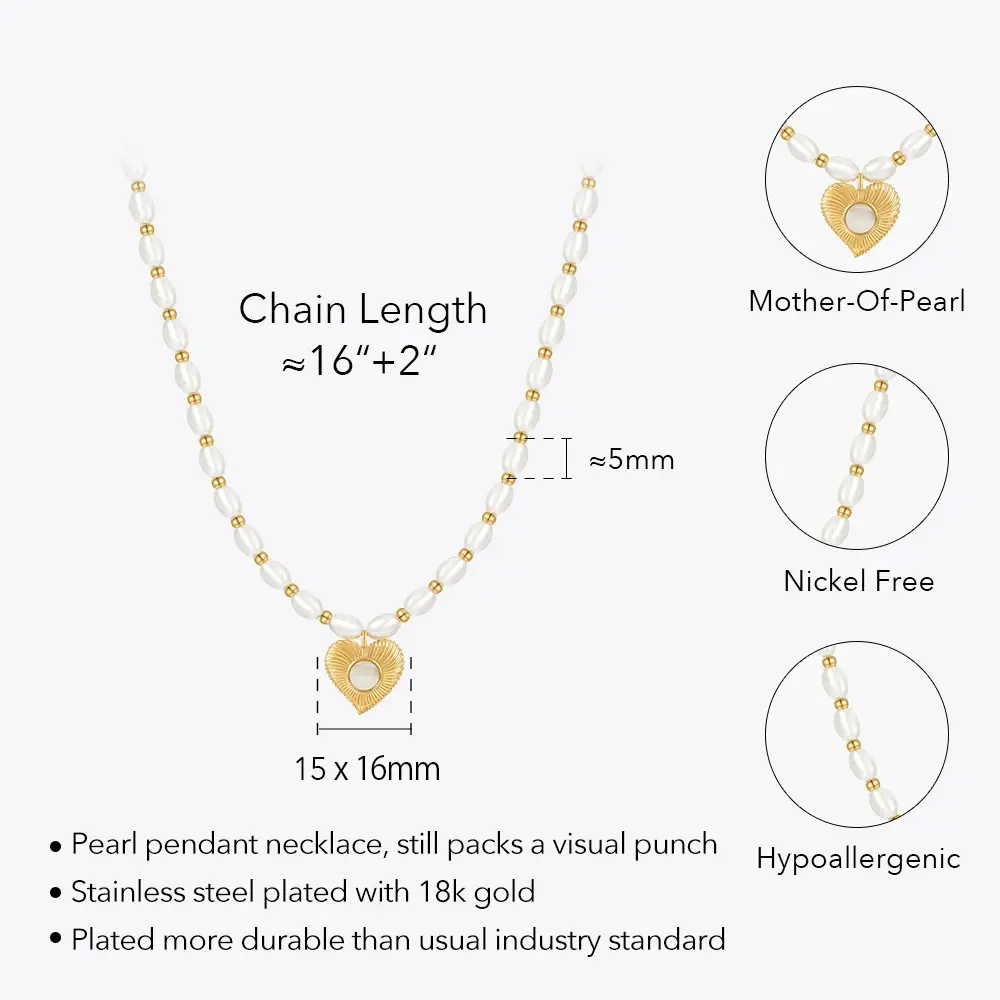 Chain Length
≈16“+2“
≈5mm
15 x 16mm
Mother-Of-Pearl
Nickel Free
Hypoallergenic
• Pearl pendant necklace, still packs a visual punch
• Stainless steel plated with 18k gold
• Plated more durable than usual industry standard